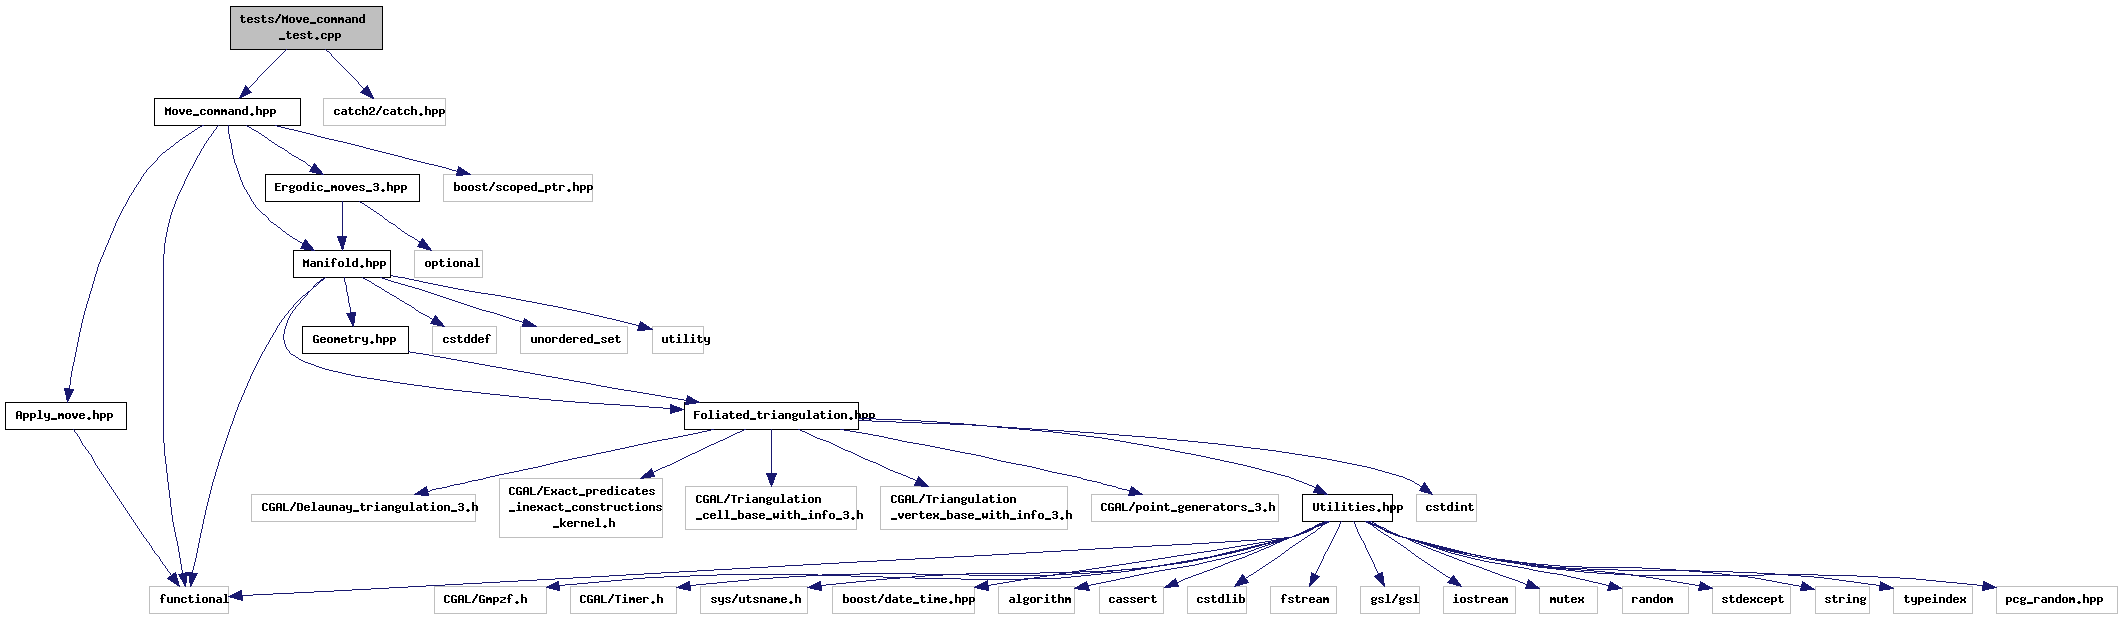 tests/Move_command
_test.cpp
Move_command.hpp
catch2/catch.hpp
Ergodic_moves_3.hpp
boost/scoped_ptr.hpp
Manifold.hpp
optional
Geometry.hpp
cstddef
unordered_set
utility
Apply_move.hpp
Foliated_triangulation.hpp
CGAL/Delaunay_triangulation_3.h
CGAL/Exact_predicates
_inexact_constructions
_kernel.h
CGAL/Triangulation
_cell_base_with_info_3.h
CGAL/Triangulation
_vertex_base_with_info_3.h
CGAL/point_generators_3.h
Utilities.hpp
cstdint
functional
CGAL/Gmpzf.h
CGAL/Timer.h
sys/utsname.h
boost/date_time.hpp
algorithm
cassert
cstdlib
fstream
gsl/gsl
iostream
mutex
random
stdexcept
string
typeindex
pcg_random.hpp